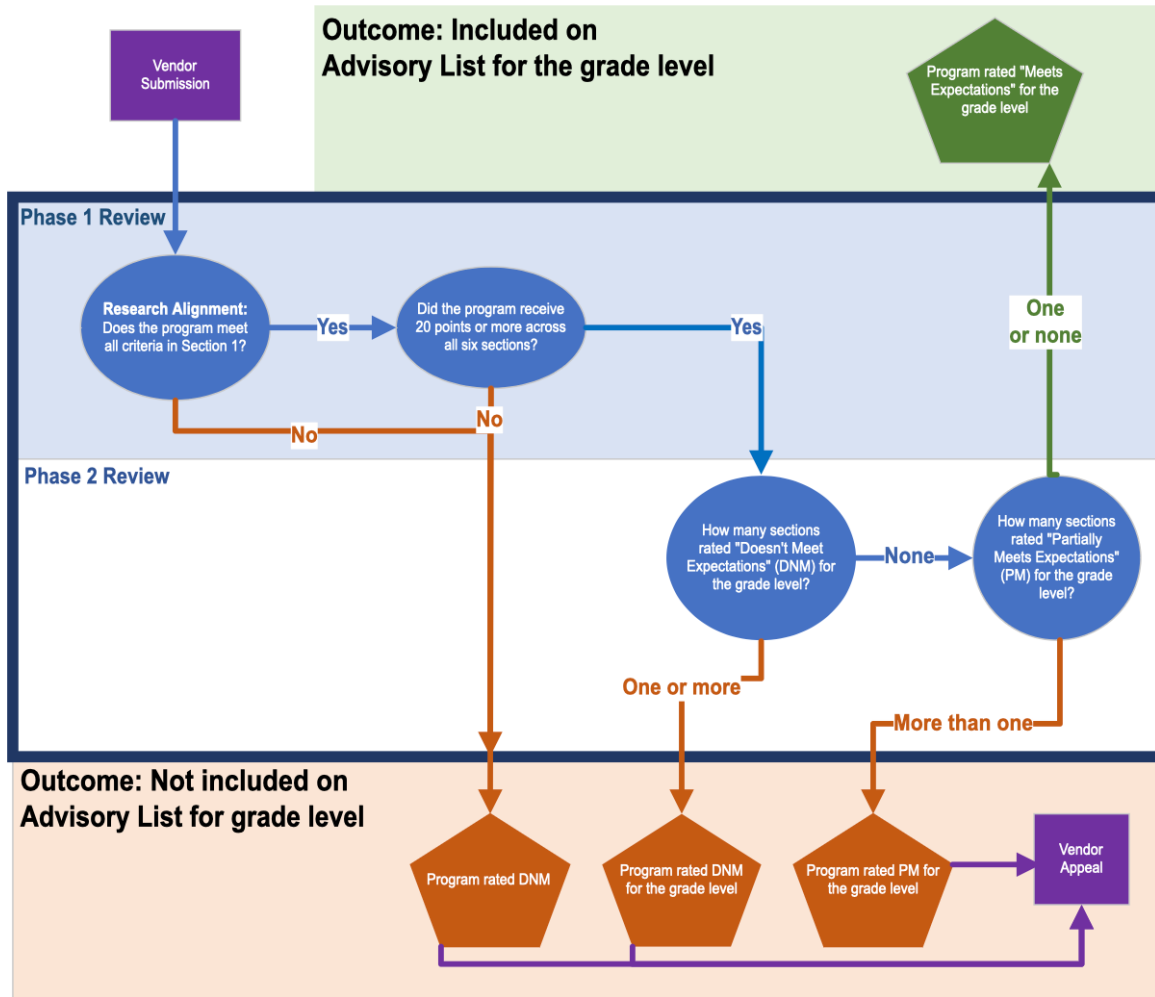 Outcome: Included on
Advisory List for the grade level
Vendor
Submission
Program rated "Meets
Expectations" for the
grade level
Phase 1 Review
Research Alignment:
Does the program meet
all criteria in Section 1?
Yes
Did the program receive
20 points or more across
all six sections?
Yes
One
or none
No
No
Phase 2 Review
How many sections
rated "Doesn't Meet
Expectations" (DNM) for
the grade level?
None
How many sections
rated "Partially
Meets Expectations"
(PM) for the grade
level?
One or more
More than one
Outcome: Not included on
Advisory List for grade level
Program rated DNM
Program rated DNM
for the grade level
Program rated PM for
the grade level
Vendor
Appeal